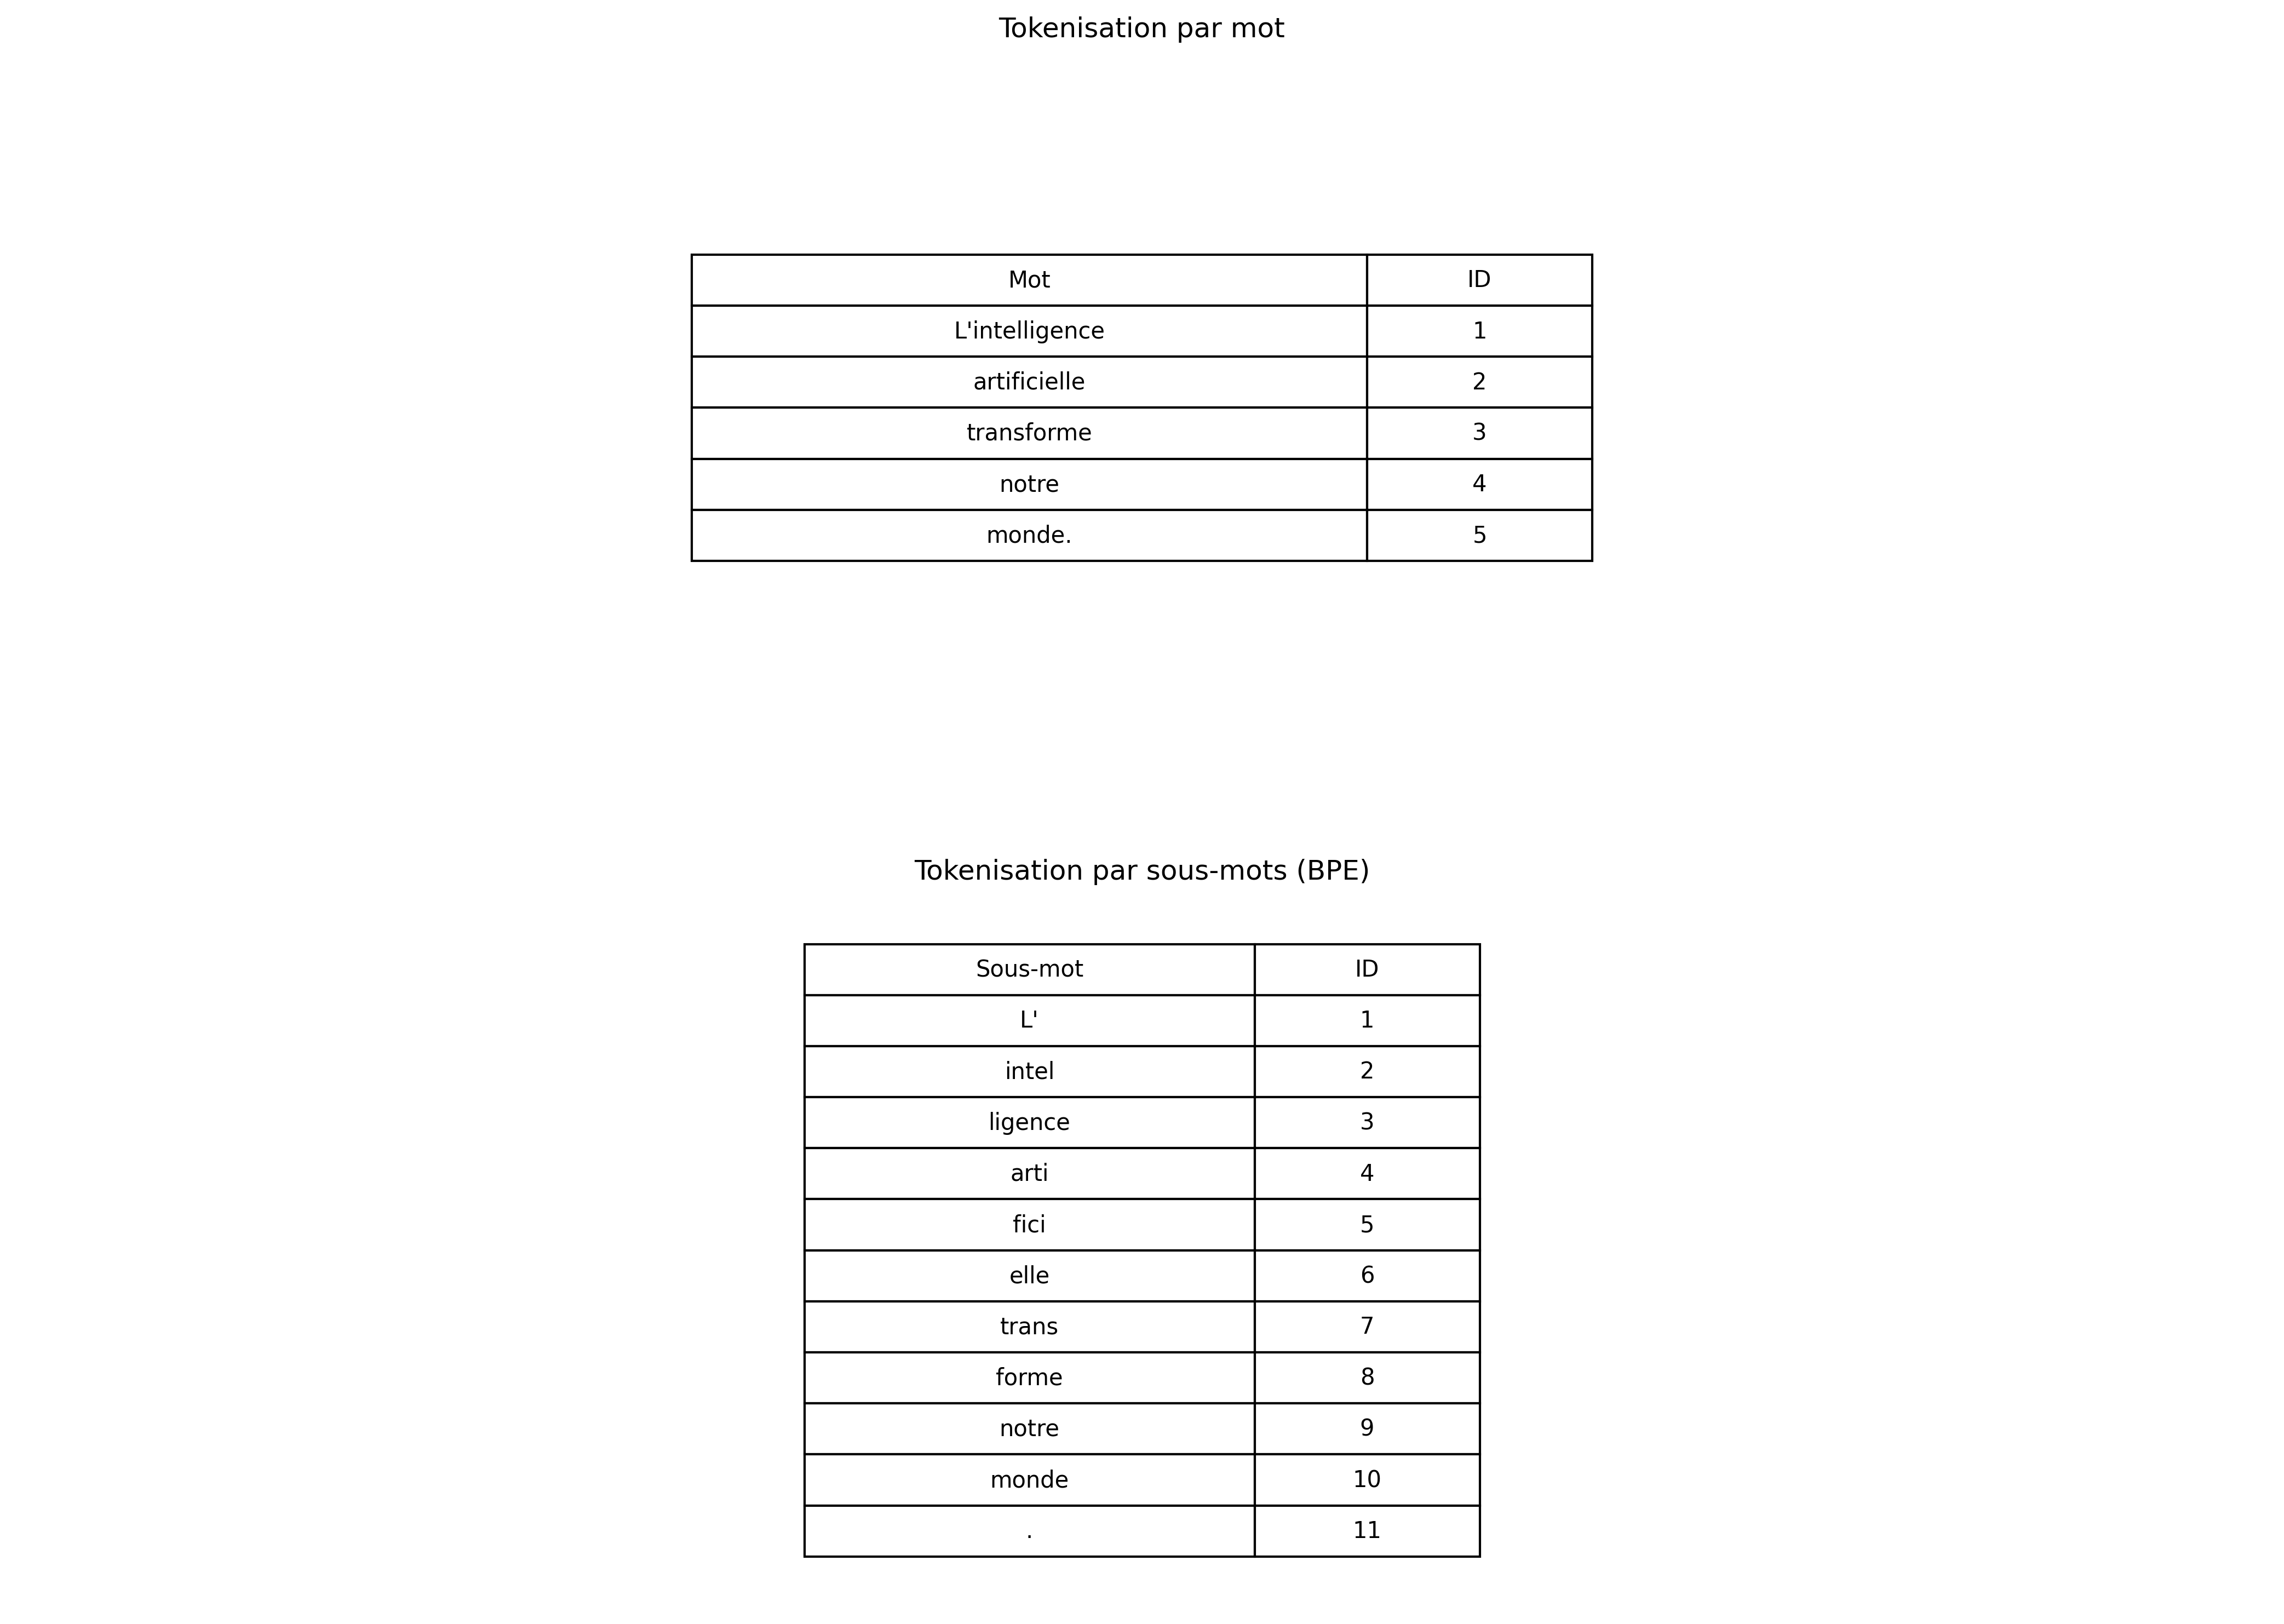 Tokenisation par mot
Mot ID
L'intelligence 1
artificielle 2
transforme 3
notre 4
monde. 5
Tokenisation par sous-mots (BPE)
Sous-mot ID
L' 1
intel 2
ligence 3
arti 4
fici 5
elle 6
trans 7
forme 8
notre 9
monde 10
. 11